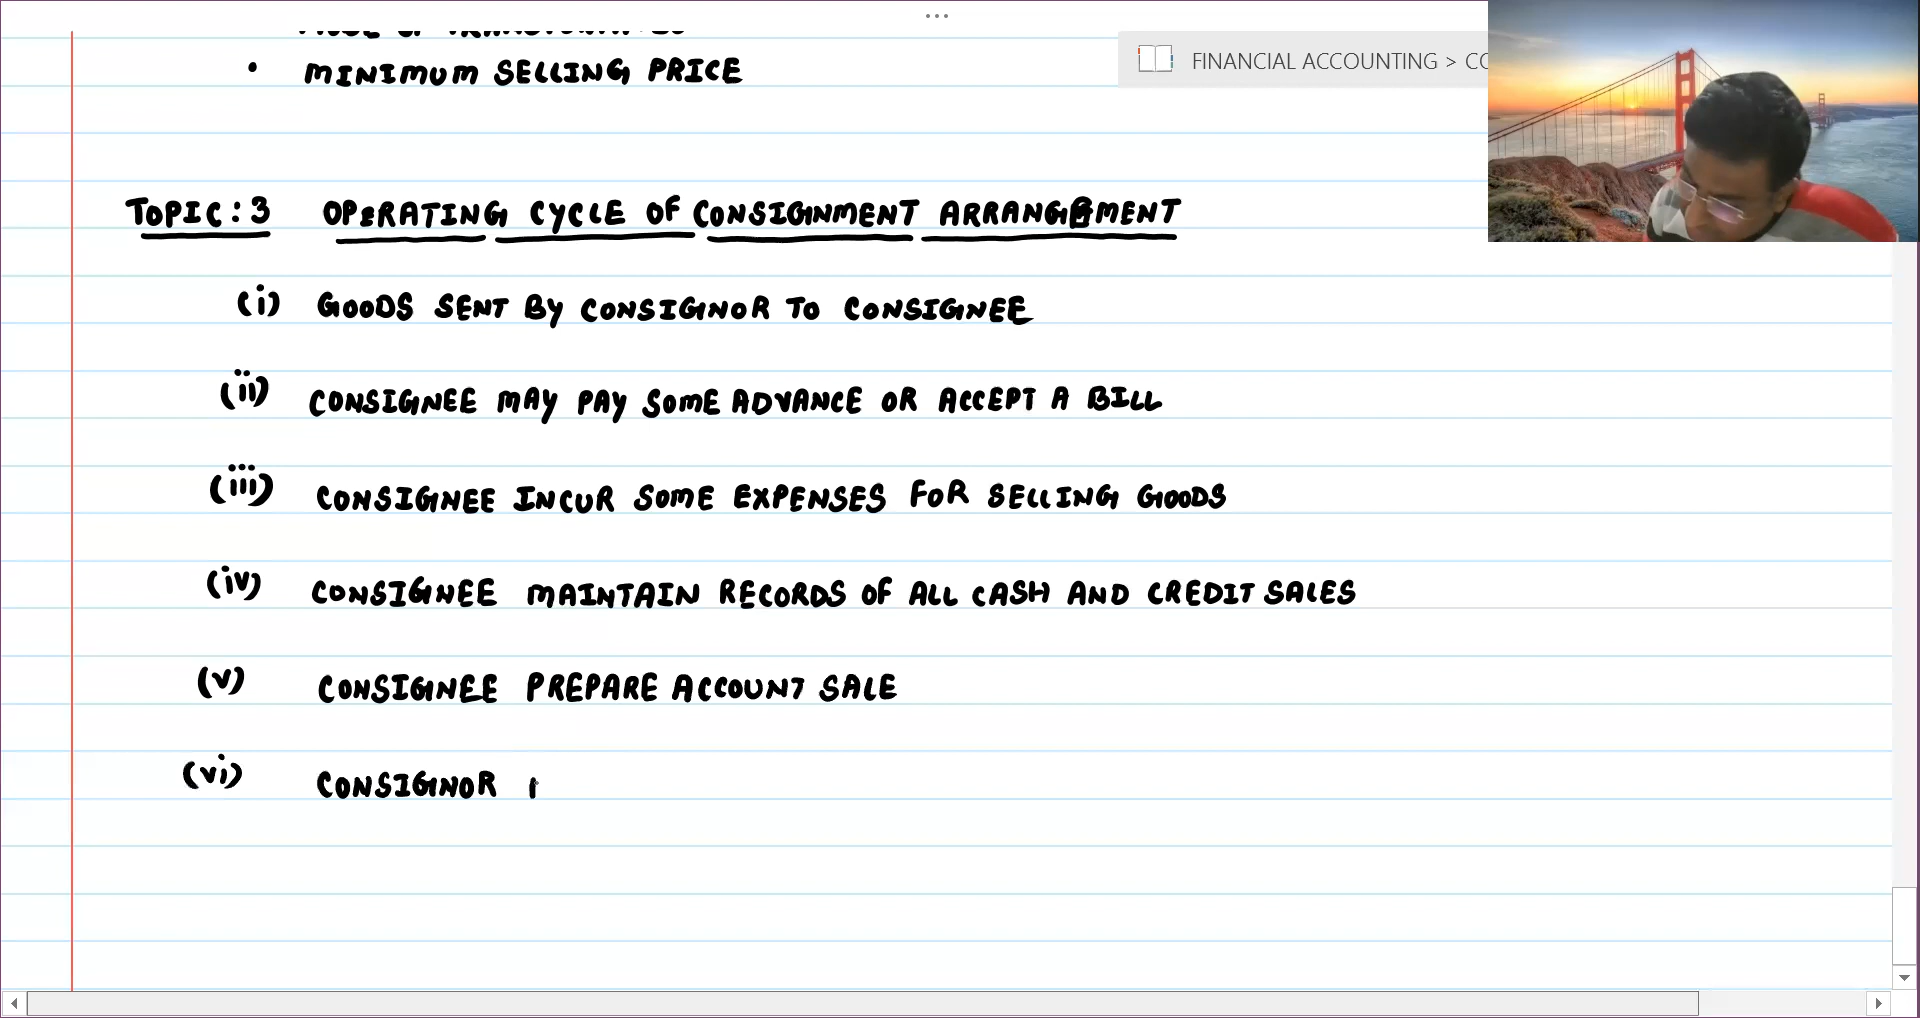 • MINIMUM SELLING PRICE
FINANCIAL ACCOUNTING >
TOPIC:3 OPERATING CYCLE OF CONSIGNMENT ARRANGEMENT
(i) GOODS SENT BY CONSIGNOR TO CONSIGNEE
(ii) CONSIGNEE MAY PAY SOME ADVANCE OR ACCEPT A BILL
(iii) CONSIGNEE INCUR SOME EXPENSES FOR SELLING GOODS
(iv) CONSIGNEE MAINTAIN RECORDS OF ALL CASH AND CREDIT SALES
(v) CONSIGNEE PREPARE ACCOUNT SALE
(vi) CONSIGNOR